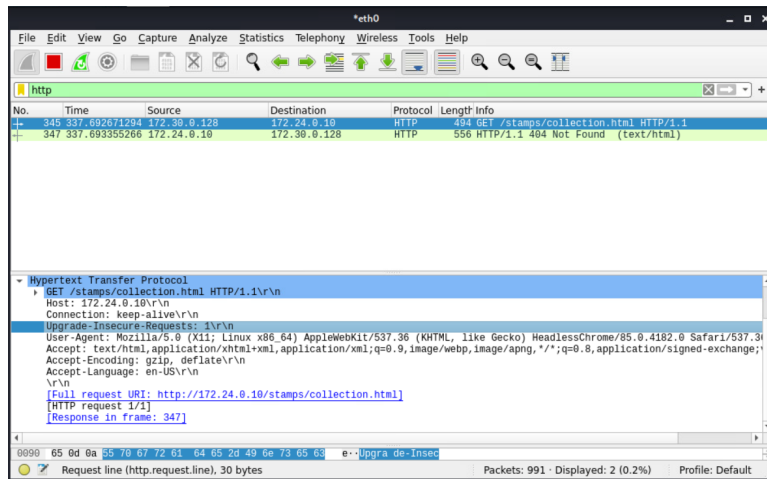 *eth0
File Edit View Go Capture Analyze Statistics Telephony Wireless Tools Help
http
No. Time Source Destination Protocol Length Info
345 337.692671294 172.30.0.128 172.24.0.10 HTTP 494 GET /stamps/collection.html HTTP/1.1
347 337.693355266 172.24.0.10 172.30.0.128 HTTP 556 HTTP/1.1 404 Not Found (text/html)
Hypertext Transfer Protocol
GET /stamps/collection.html HTTP/1.1\r\n
Host: 172.24.0.10\r\n
Connection: keep-alive\r\n
Upgrade-Insecure-Requests: 1\r\n
User-Agent: Mozilla/5.0 (X11; Linux x86_64) AppleWebKit/537.36 (KHTML, like Gecko) HeadlessChrome/85.0.4182.0 Safari/537.3
Accept: text/html,application/xhtml+xml,application/xml;q=0.9,image/webp,image/apng,*/*;q=0.8,application/signed-exchange;
Accept-Encoding: gzip, deflate\r\n
Accept-Language: en-US\r\n
\r\n
[Full request URI: http://172.24.0.10/stamps/collection.html]
[HTTP request 1/1]
[Response in frame: 347]
0090 65 0d 0a 55 70 67 72 61 64 65 2d 49 6e 73 65 63 e··Upgra de-Insec
Request line (http.request.line), 30 bytes Packets: 991 · Displayed: 2 (0.2%) Profile: Default